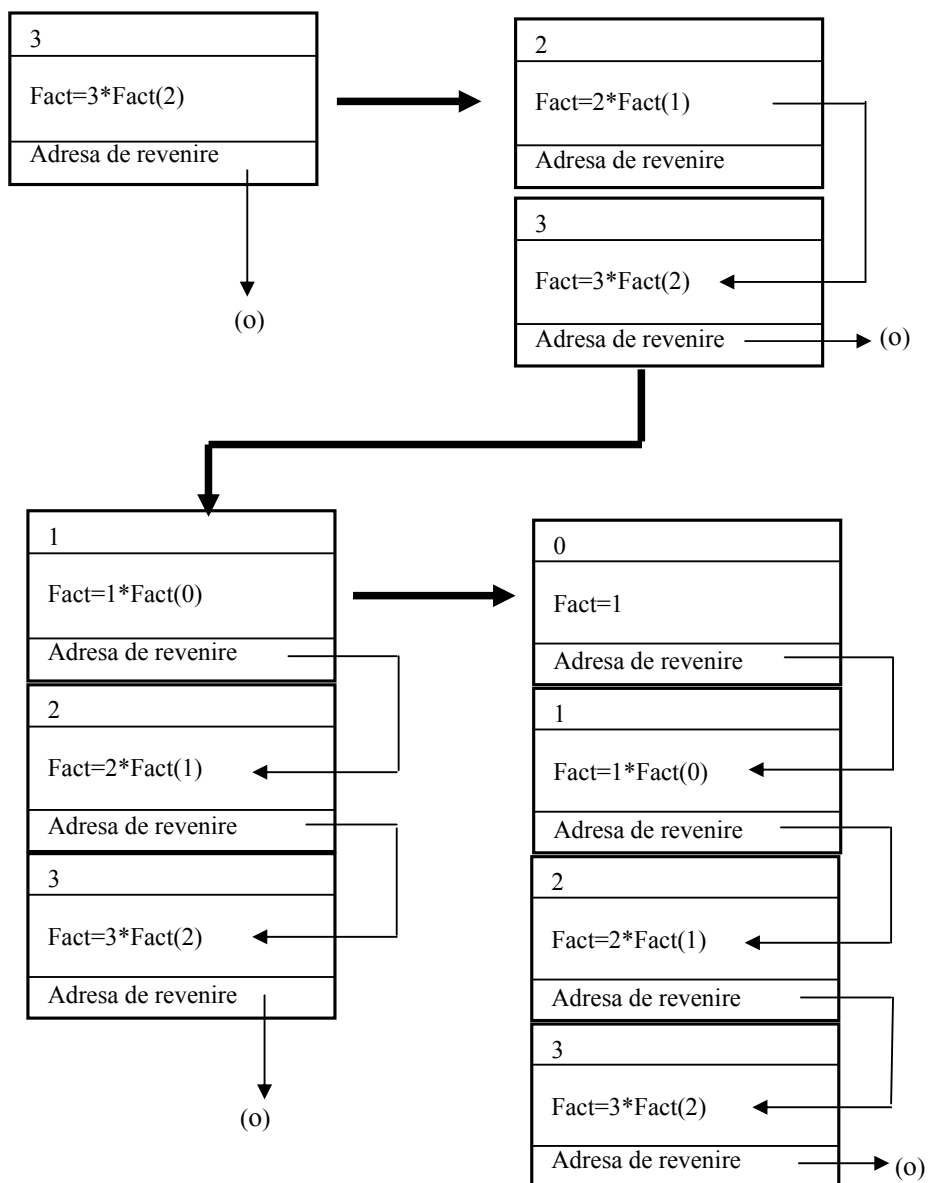 3
Fact=3*Fact(2)
Adresa de revenire
(o)
2
Fact=2*Fact(1)
Adresa de revenire
3
Fact=3*Fact(2)
Adresa de revenire
(o)
1
Fact=1*Fact(0)
Adresa de revenire
2
Fact=2*Fact(1)
Adresa de revenire
3
Fact=3*Fact(2)
Adresa de revenire
(o)
0
Fact=1
Adresa de revenire
1
Fact=1*Fact(0)
Adresa de revenire
2
Fact=2*Fact(1)
Adresa de revenire
3
Fact=3*Fact(2)
Adresa de revenire
(o)